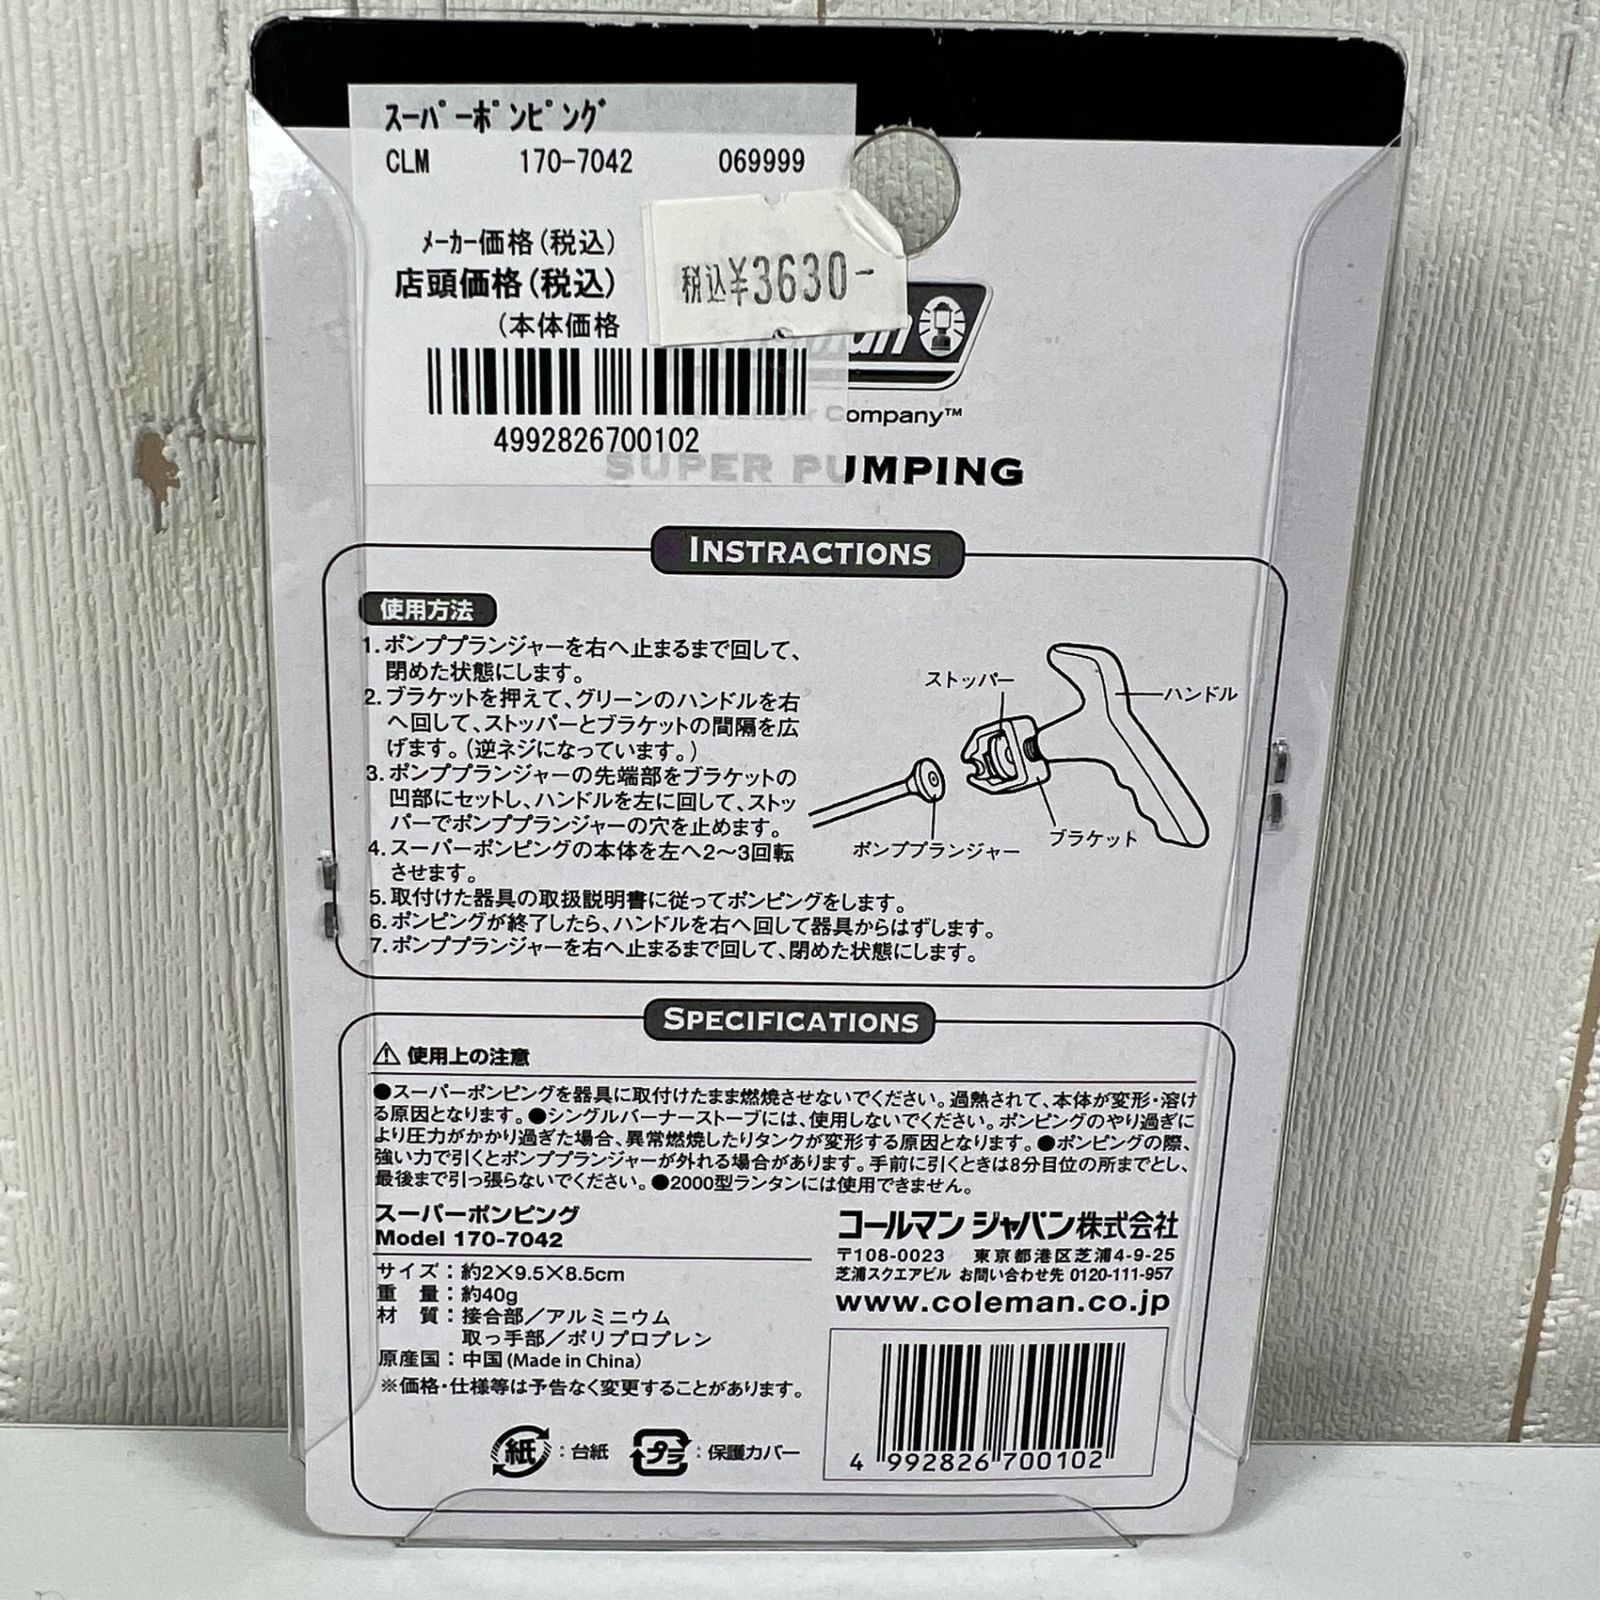 スーパーポンピング
CLM 170-7042 069999
メーカー価格(税込)
店頭価格(税込)
(本体価格
税込¥3630-
4992826700102
Company™
SUPER PUMPING
INSTRACTIONS
使用方法
1.ポンププランジャーを右へ止まるまで回して、
閉めた状態にします。
2.ブラケットを押えて、グリーンのハンドルを右
へ回して、ストッパーとブラケットの間隔を広
げます。(逆ネジになっています。)
3.ポンププランジャーの先端部をブラケットの
凹部にセットし、ハンドルを左に回して、ストッ
パーでポンププランジャーの穴を止めます。
4.スーパーポンピングの本体を左へ2〜3回転
させます。
5.取付けた器具の取扱説明書に従ってポンピングをします。
6.ポンピングが終了したら、ハンドルを右へ回して器具からはずします。
7.ポンププランジャーを右へ止まるまで回して、閉めた状態にします。
ストッパー
ハンドル
ポンププランジャー
ブラケット
SPECIFICATIONS
⚠使用上の注意
●スーパーポンピングを器具に取付けたまま燃焼させないでください。過熱されて、本体が変形・溶け
る原因となります。●シングルバーナーストーブには、使用しないでください。ポンピングのやり過ぎに
より圧力がかかり過ぎた場合、異常燃焼したりタンクが変形する原因となります。●ポンピングの際、
強い力で引くとポンププランジャーが外れる場合があります。手前に引くときは8分目位の所までとし、
最後まで引っ張らないでください。●2000型ランタンには使用できません。
スーパーポンピング
Model 170-7042
サイズ：約2×9.5×8.5cm
重　量：約40g
材　質：接合部／アルミニウム
取っ手部／ポリプロプレン
原産国：中国(Made in China)
※価格・仕様等は予告なく変更することがあります。
紙：台紙
プラ：保護カバー
コールマン ジャパン株式会社
〒108-0023 東京都港区芝浦4-9-25
芝浦スクエアビル お問い合わせ先 0120-111-957
www.coleman.co.jp
4 992826 700102